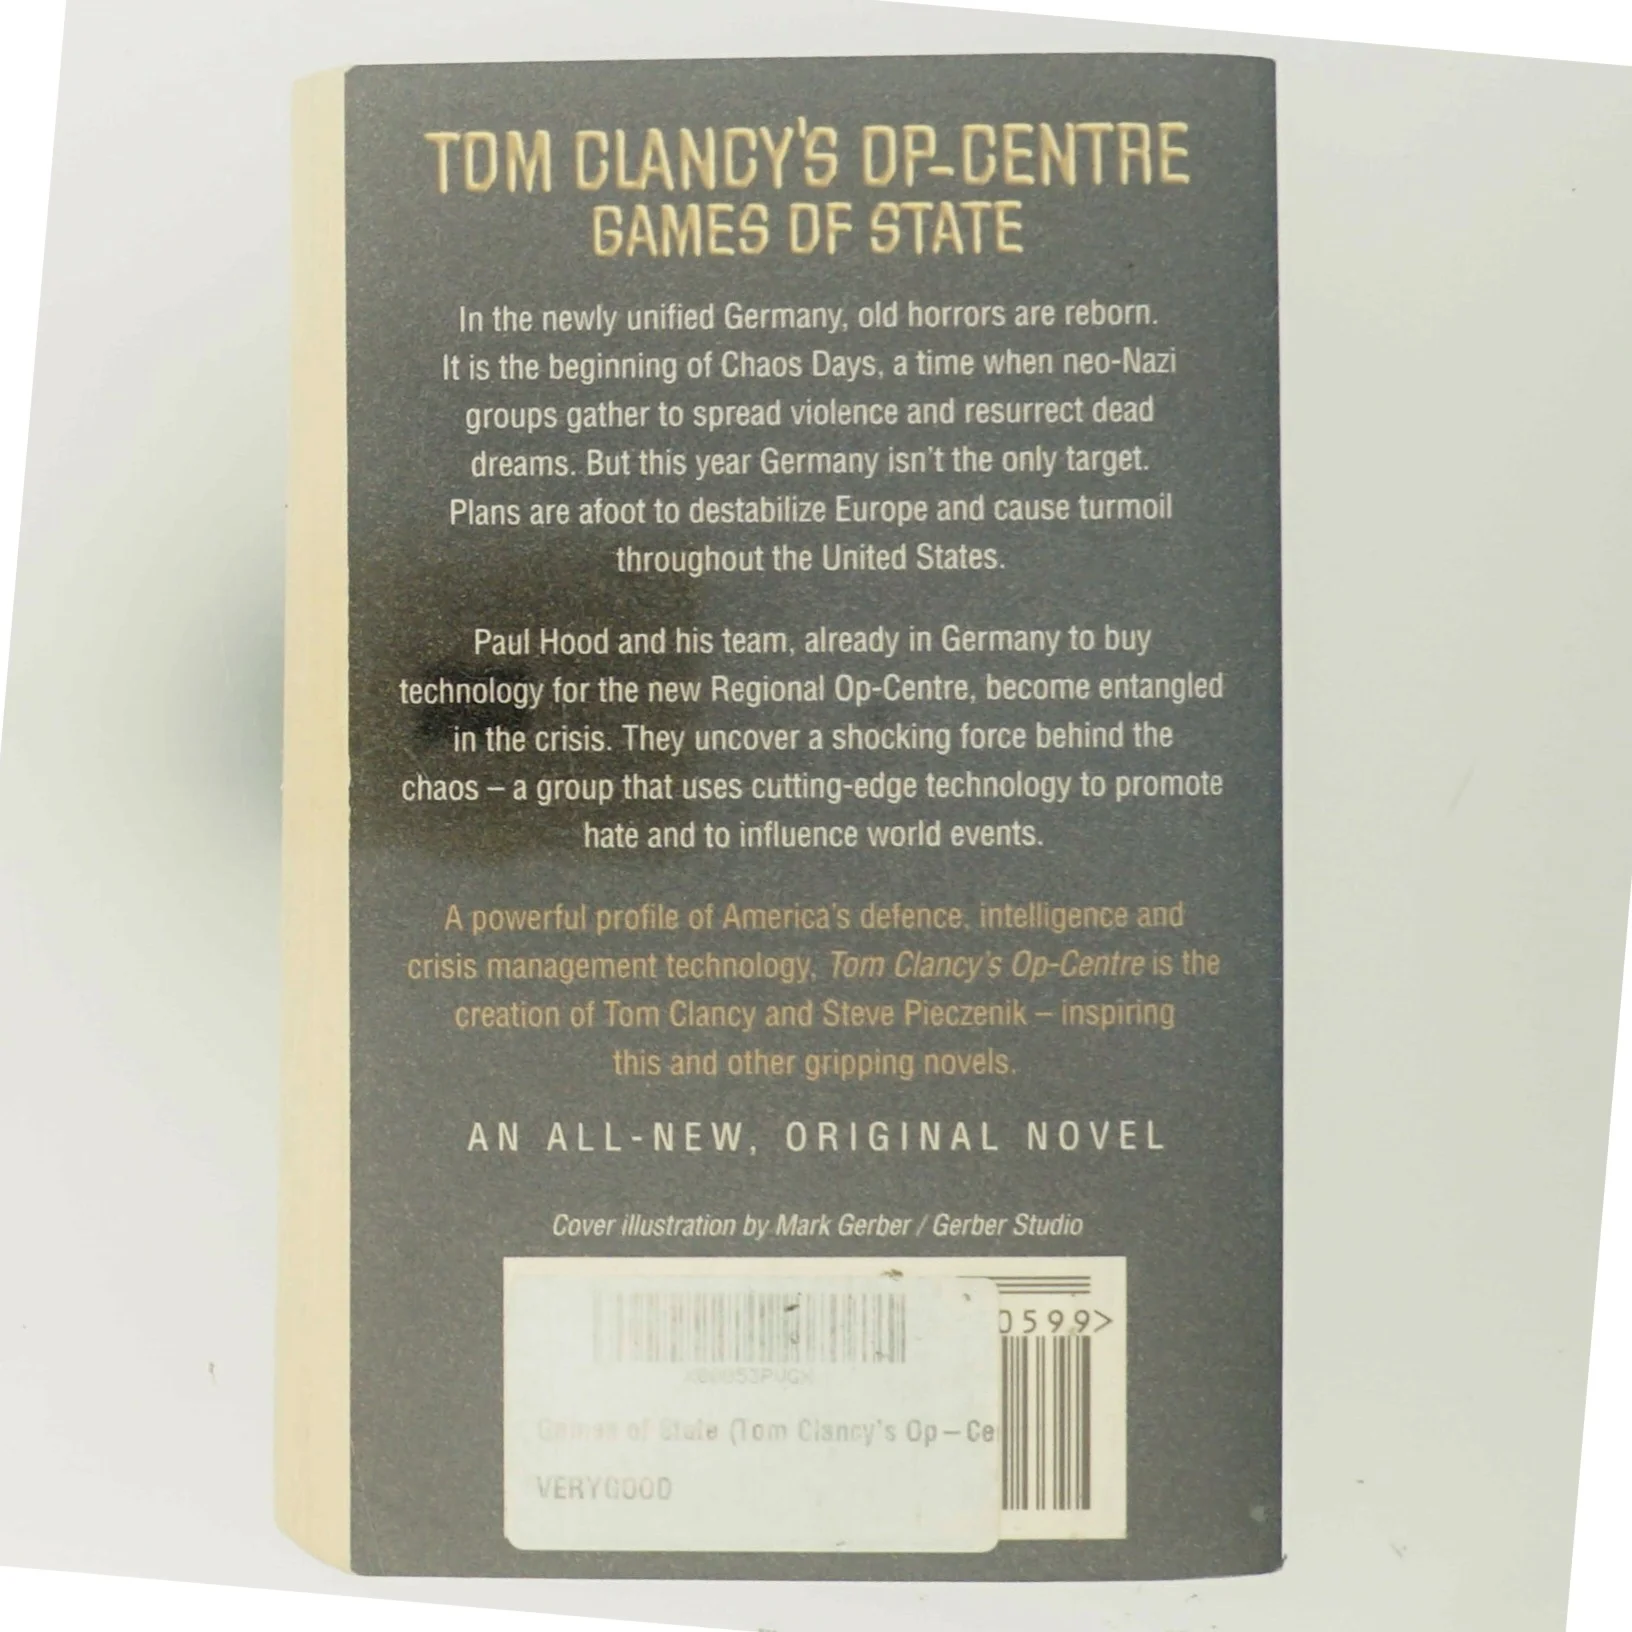 TOM CLANCY'S OP-CENTRE
GAMES OF STATE
In the newly unified Germany, old horrors are reborn.
It is the beginning of Chaos Days, a time when neo-Nazi
groups gather to spread violence and resurrect dead
dreams. But this year Germany isn't the only target.
Plans are afoot to destabilize Europe and cause turmoil
throughout the United States.
Paul Hood and his team, already in Germany to buy
technology for the new Regional Op-Centre, become entangled
in the crisis. They uncover a shocking force behind the
chaos – a group that uses cutting-edge technology to promote
hate and to influence world events.
A powerful profile of America's defence, intelligence and
crisis management technology, Tom Clancy's Op-Centre is the
creation of Tom Clancy and Steve Pieczenik – inspiring
this and other gripping novels.
AN ALL-NEW, ORIGINAL NOVEL
Cover illustration by Mark Gerber / Gerber Studio
0599>
Games of State (Tom Clancy's Op-Ce
VERYGOOD